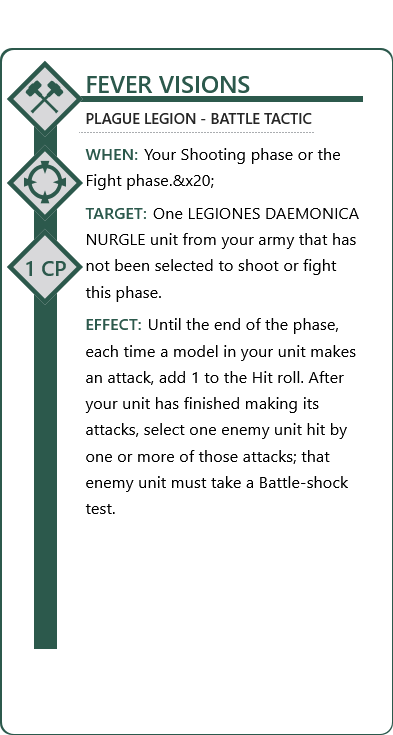 FEVER VISIONS
PLAGUE LEGION - BATTLE TACTIC
WHEN: Your Shooting phase or the
Fight phase.&x20;
TARGET: One LEGIONES DAEMONICA
NURGLE unit from your army that has
not been selected to shoot or fight
this phase.
1 CP
EFFECT: Until the end of the phase,
each time a model in your unit makes
an attack, add 1 to the Hit roll. After
your unit has finished making its
attacks, select one enemy unit hit by
one or more of those attacks; that
enemy unit must take a Battle-shock
test.